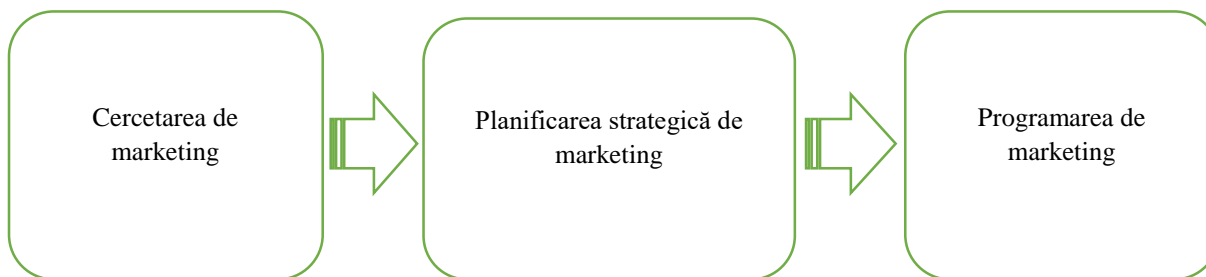 Cercetarea de
marketing
Planificarea strategică de
marketing
Programarea de
marketing